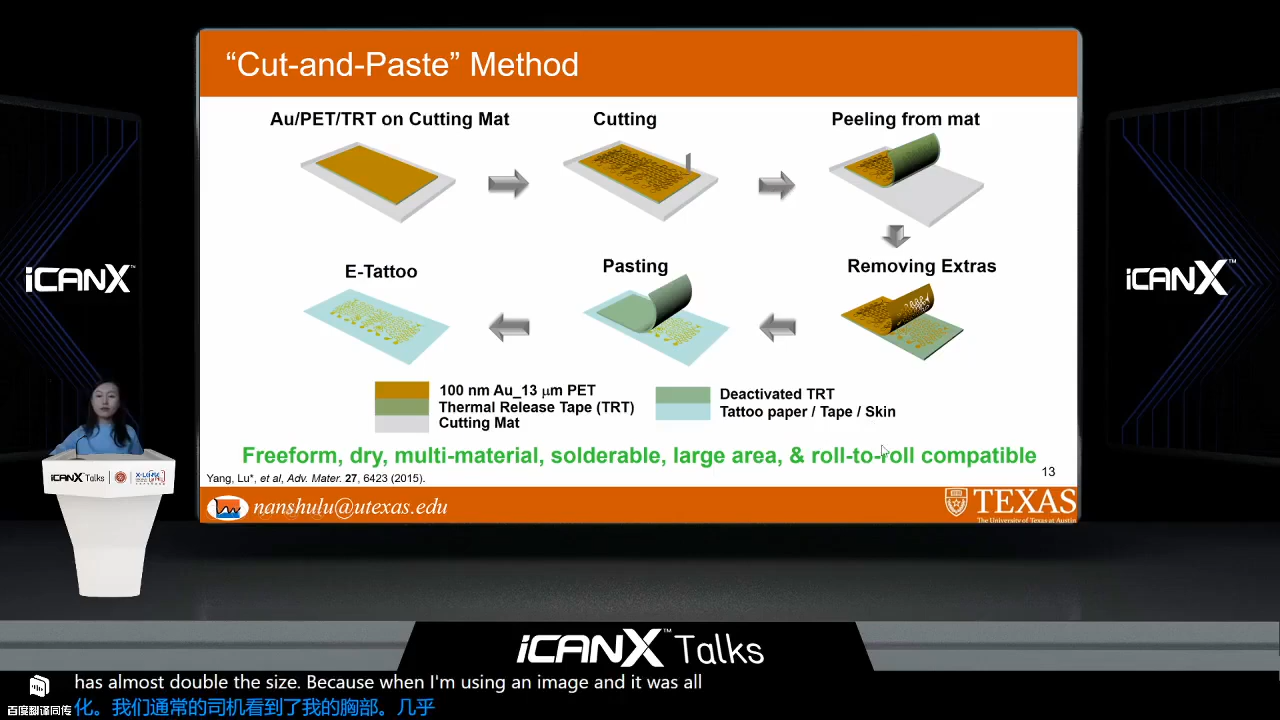 "Cut-and-Paste" Method
Au/PET/TRT on Cutting Mat
Cutting
Peeling from mat
E-Tattoo
Pasting
Removing Extras
100 nm Au_13 μm PET
Thermal Release Tape (TRT)
Cutting Mat
Deactivated TRT
Tattoo paper / Tape / Skin
Freeform, dry, multi-material, solderable, large area, & roll-to-roll compatible
Yang, Lu*, et al, Adv. Mater. 27, 6423 (2015).
13
nanshulu@utexas.edu
TEXAS
The University of Texas at Austin
iCANX™
iCANX™
iCANX Talks
iCANX™ Talks
has almost double the size. Because when I'm using an image and it was all
化。我们通常的司机看到了我的胸部。几乎
百度翻译同传